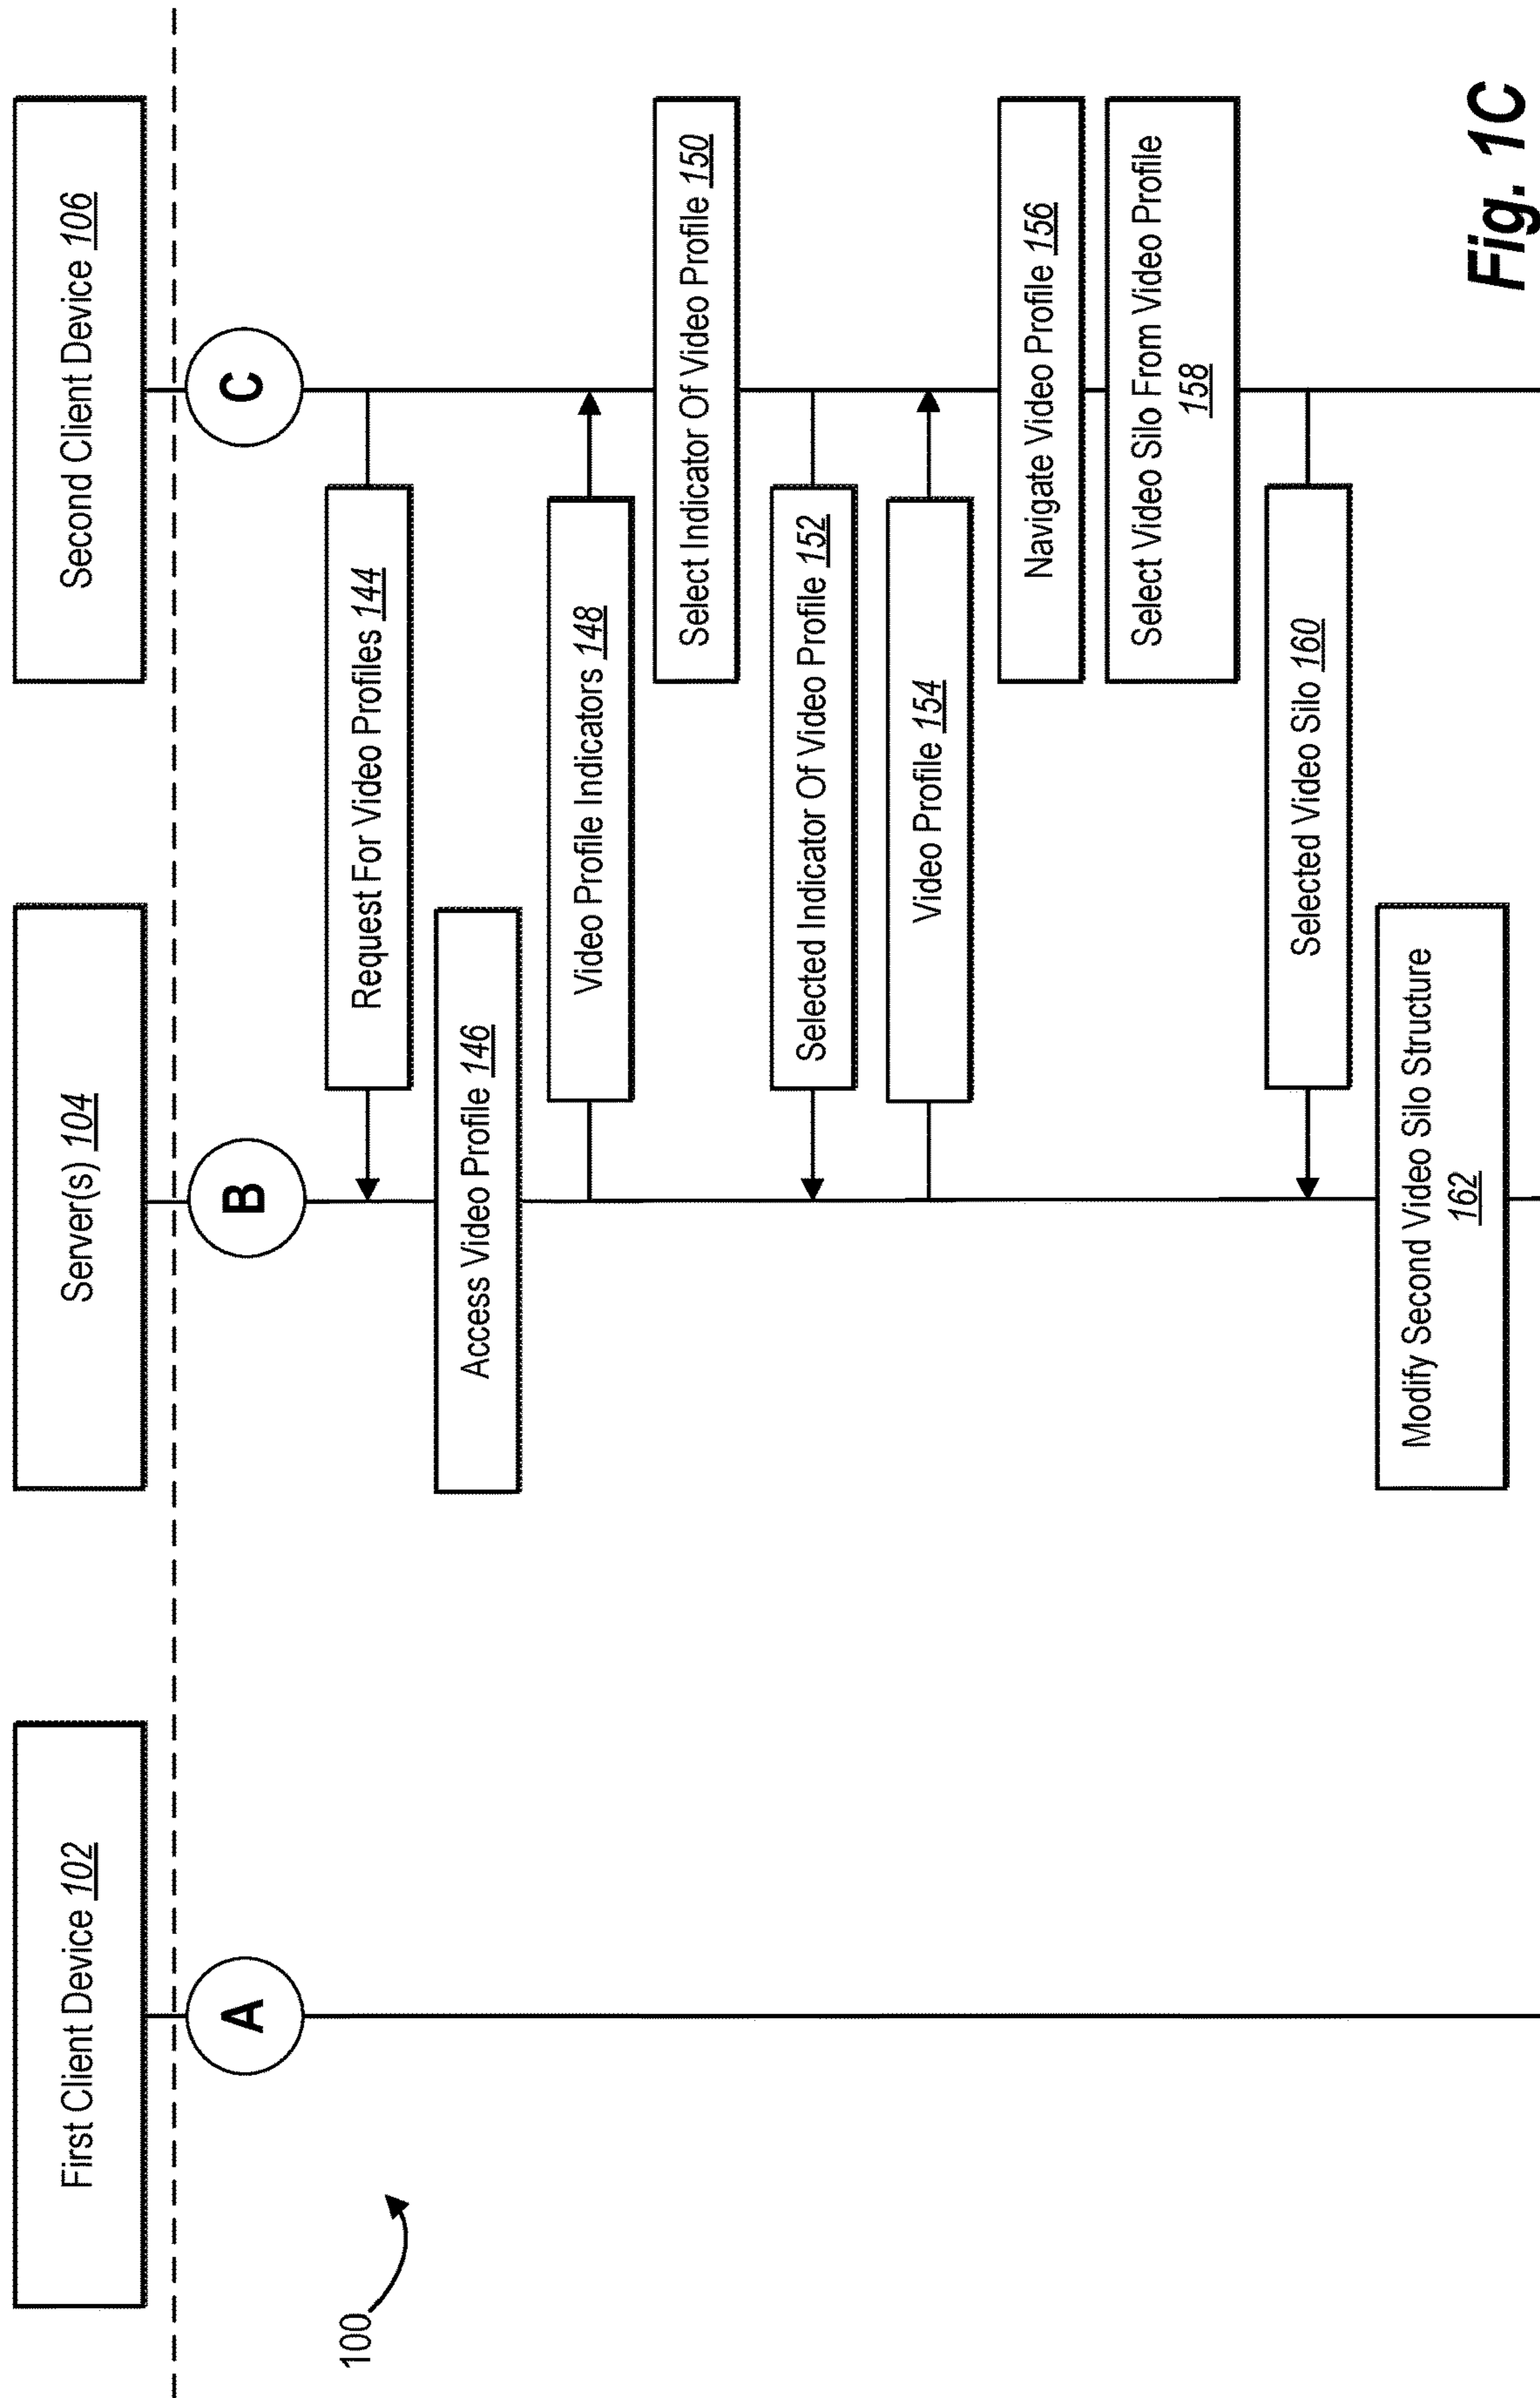 First Client Device 102
Server(s) 104
Second Client Device 106
A
B
C
100
Request For Video Profiles 144
Access Video Profile 146
Video Profile Indicators 148
Select Indicator Of Video Profile 150
Selected Indicator Of Video Profile 152
Video Profile 154
Navigate Video Profile 156
Select Video Silo From Video Profile
158
Selected Video Silo 160
Modify Second Video Silo Structure
162
Fig. 1C